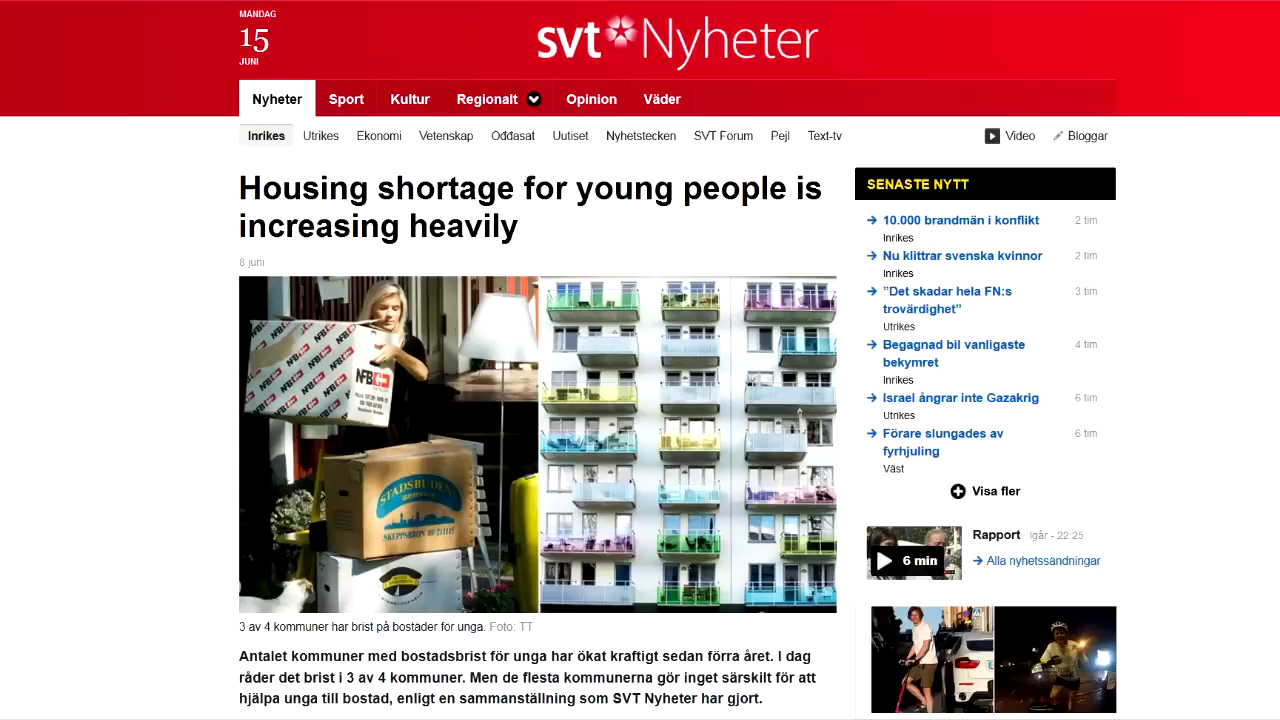 MÅNDAG
15
JUNI
svt Nyheter
Nyheter Sport Kultur Regionalt Opinion Väder
Inrikes Utrikes Ekonomi Vetenskap Ođđasat Uutiset Nyhetstecken SVT Forum Pejl Text-tv Video Bloggar
Housing shortage for young people is
increasing heavily
8 juni
NFB
STADSBUDEN
SERVICE
SKEPPSBRON 08-211115
3 av 4 kommuner har brist på bostäder för unga. Foto: TT
Antalet kommuner med bostadsbrist för unga har ökat kraftigt sedan förra året. I dag
råder det brist i 3 av 4 kommuner. Men de flesta kommunerna gör inget särskilt för att
hjälpa unga till bostad, enligt en sammanställning som SVT Nyheter har gjort.
SENASTE NYTT
10.000 brandmän i konflikt 2 tim
Inrikes
Nu klittrar svenska kvinnor 2 tim
Inrikes
"Det skadar hela FN:s 3 tim
trovärdighet"
Utrikes
Begagnad bil vanligaste 4 tim
bekymret
Inrikes
Israel ångrar inte Gazakrig 6 tim
Utrikes
Förare slungades av 6 tim
fyrhjuling
Väst
Visa fler
Rapport igår - 22.25
6 min
Alla nyhetssändningar